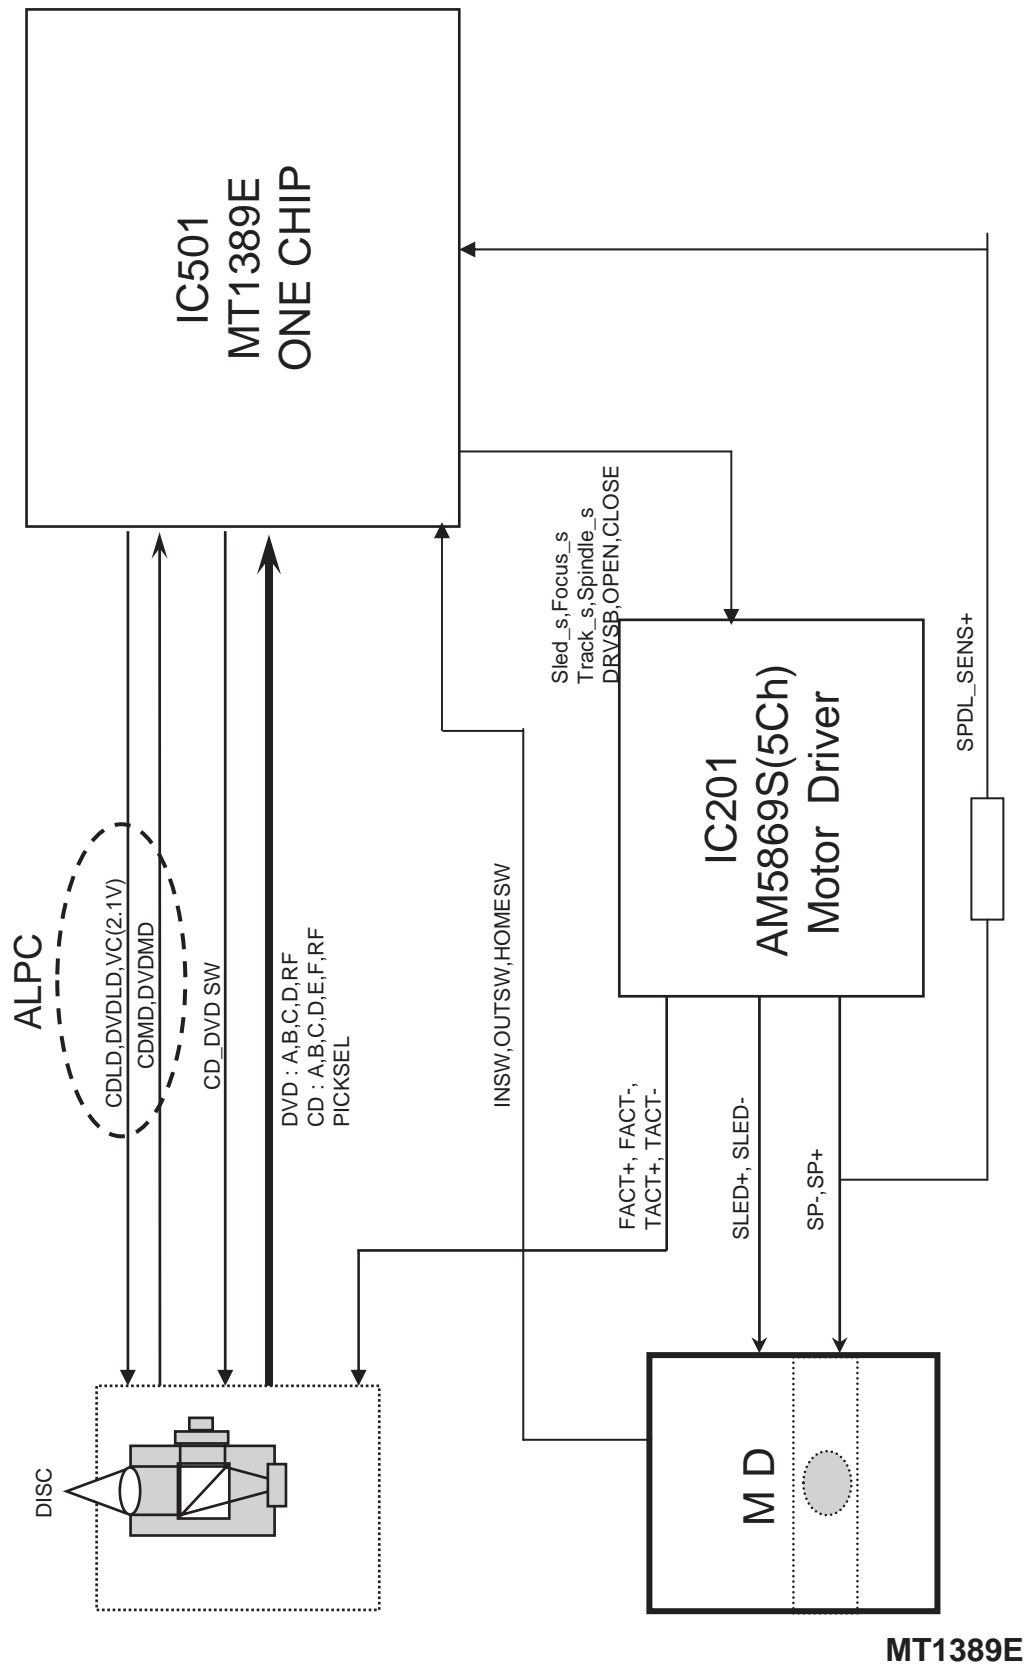 DISC
ALPC
CDLD,DVDLD,VC(2.1V)
CDMD,DVDMD
CD_DVD SW
DVD : A,B,C,D,RF
CD : A,B,C,D,E,F,RF
PICKSEL
IC501
MT1389E
ONE CHIP
INSW,OUTSW,HOMESW
Sled_s,Focus_s
Track_s,Spindle_s
DRVSB,OPEN,CLOSE
FACT+, FACT-,
TACT+, TACT-
SLED+, SLED-
SP-,SP+
IC201
AM5869S(5Ch)
Motor Driver
M D
SPDL_SENS+
MT1389E